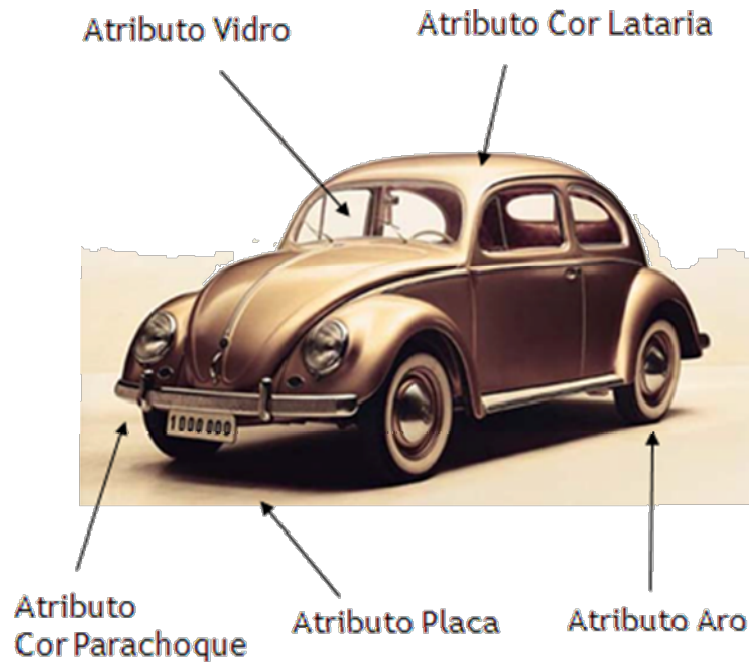 Atributo Vidro
Atributo Cor Lataria
1000000
Atributo
Cor Parachoque
Atributo Placa
Atributo Aro